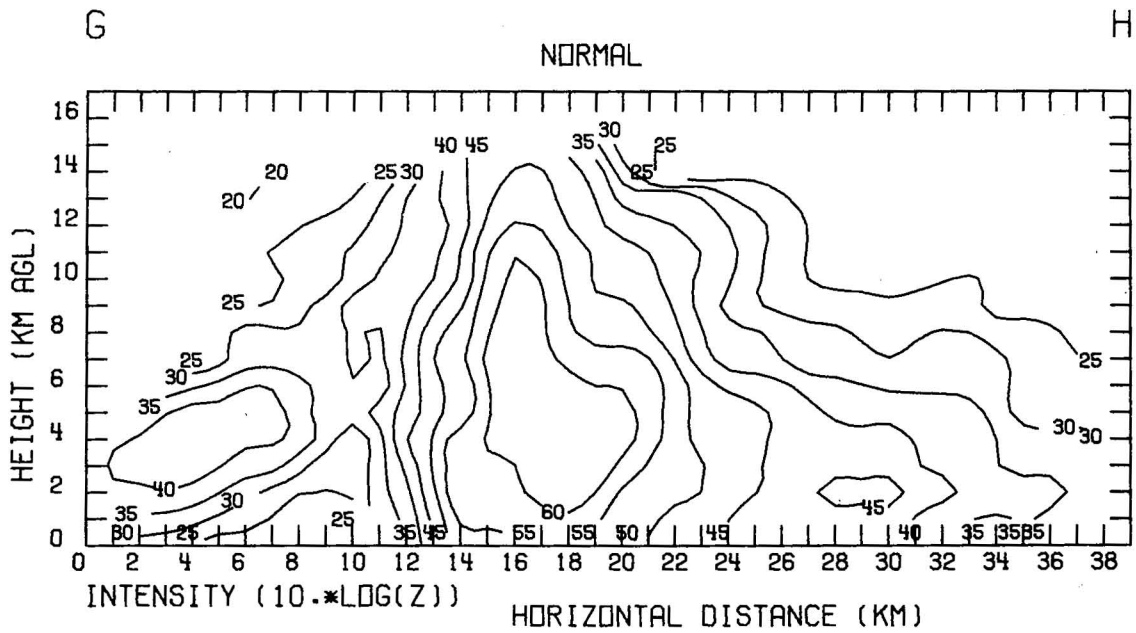 G H
NORMAL
16
14
12
10
8
6
4
2
0
HEIGHT (KM AGL)
20 20 25 30 40 45 35 30 25 25
25
25
30
35
40
35 30
30 25 25 35 45 55 60 55 50 45 45 40 35 35 35
25
30 30
0 2 4 6 8 10 12 14 16 18 20 22 24 26 28 30 32 34 36 38
INTENSITY (10.*LOG(Z))
HORIZONTAL DISTANCE (KM)